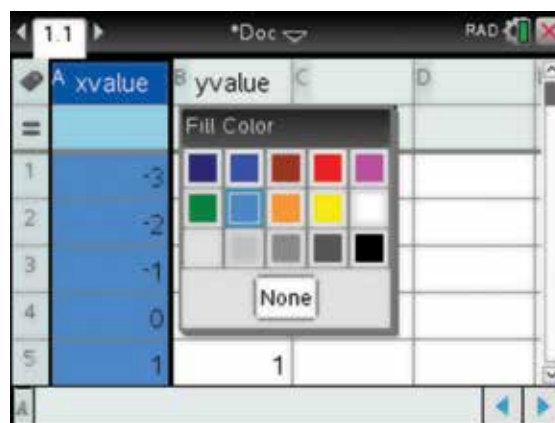 1.1 *Doc RAD
A xvalue B yvalue C D
=
Fill Color
1 -3
2 -2
3 -1
4 0
None
5 1 1
A